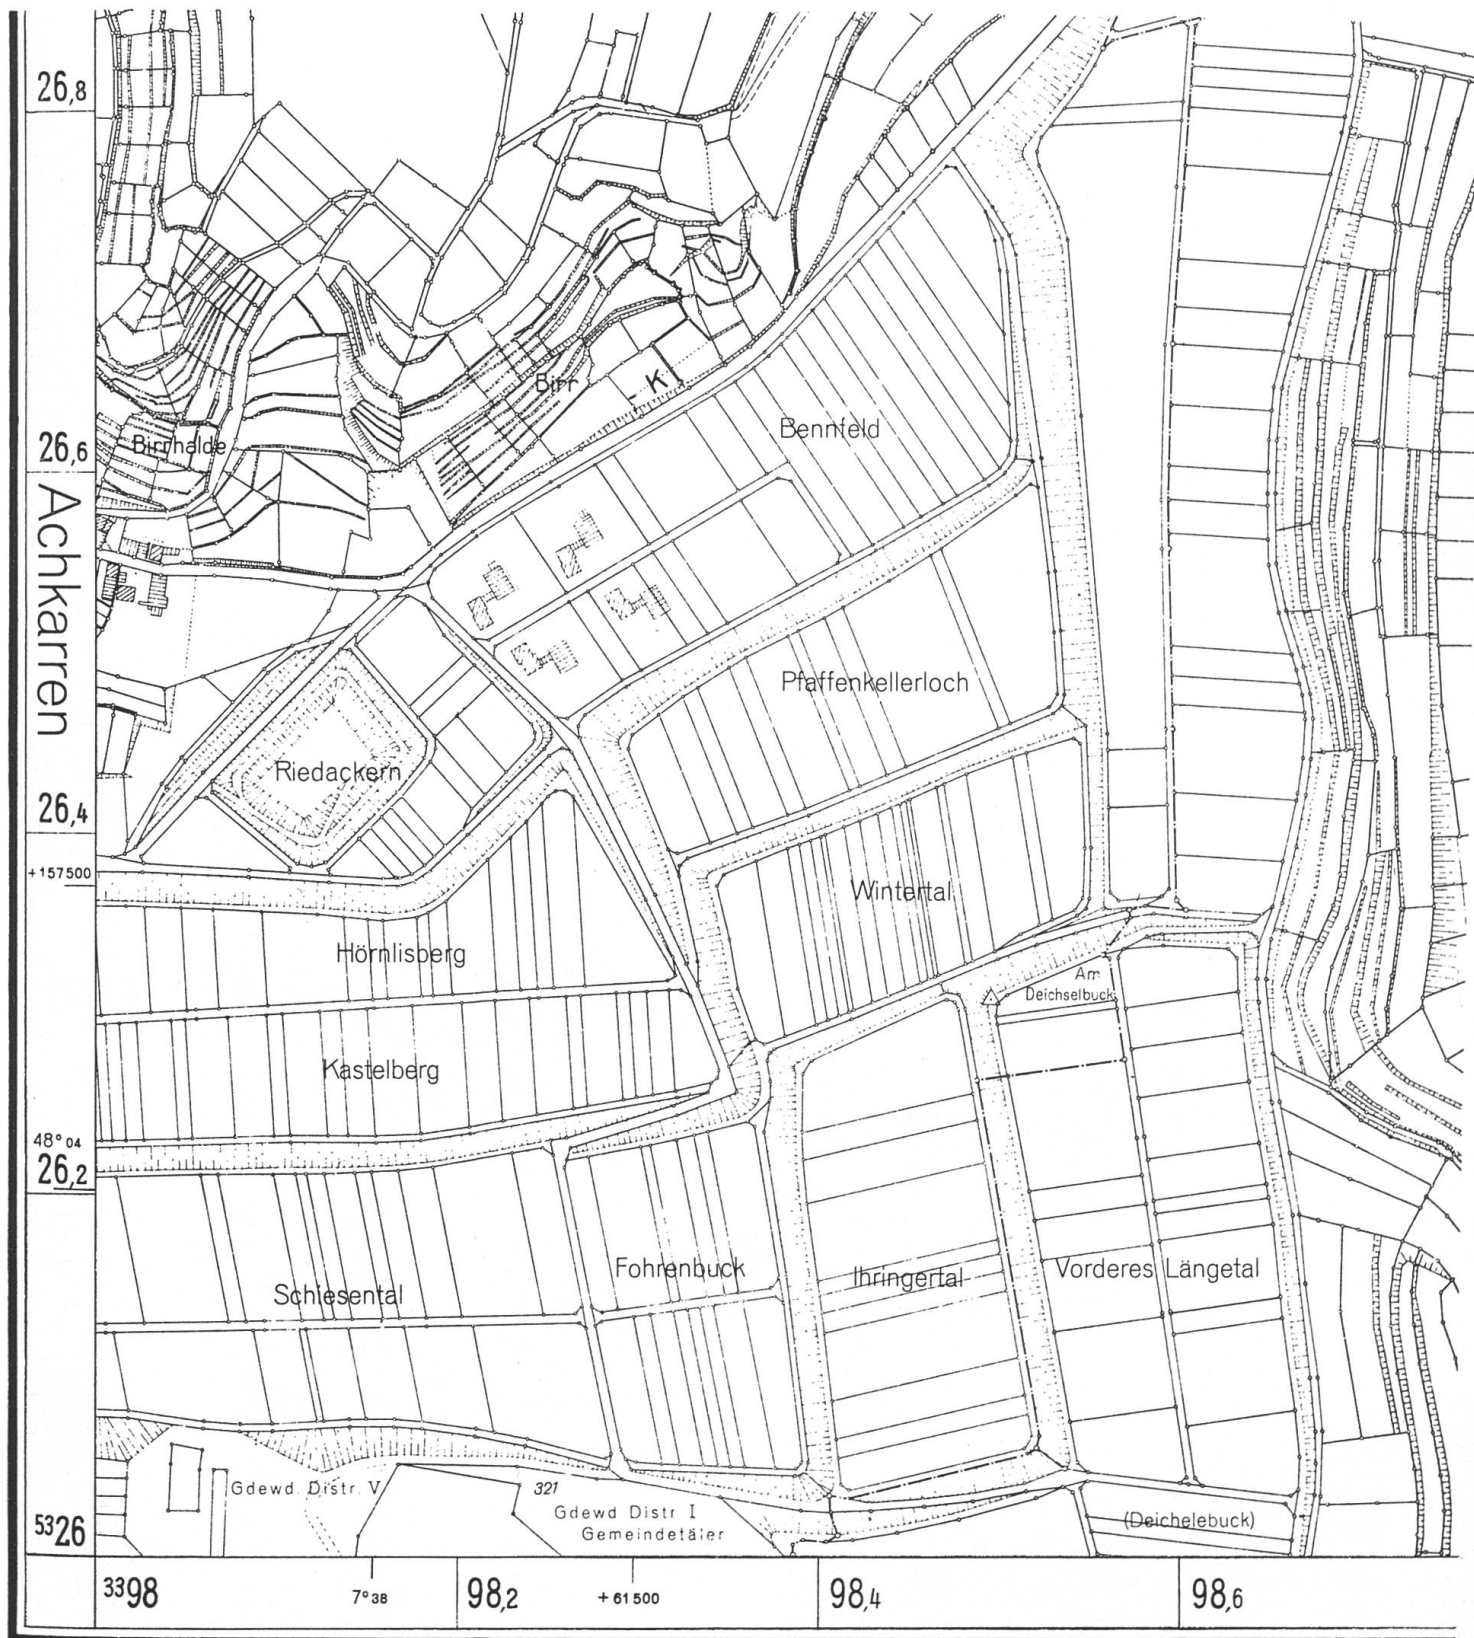 26,8
26,6
Achkarren
26,4
+157500
48° 04
26,2
5326
Birr
K
Birrhalde
Bennfeld
Pfaffenkellerloch
Riedackern
Wintertal
Hörnlisberg
Am
Deichselbuck
Kastelberg
Fohrenbuck
Ihringertal
Vorderes Längetal
Schiesental
Gdewd. Distr. V
321
Gdewd Distr I
Gemeindetäler
(Deichelebuck)
3398
7° 38
98,2
+ 61500
98,4
98,6